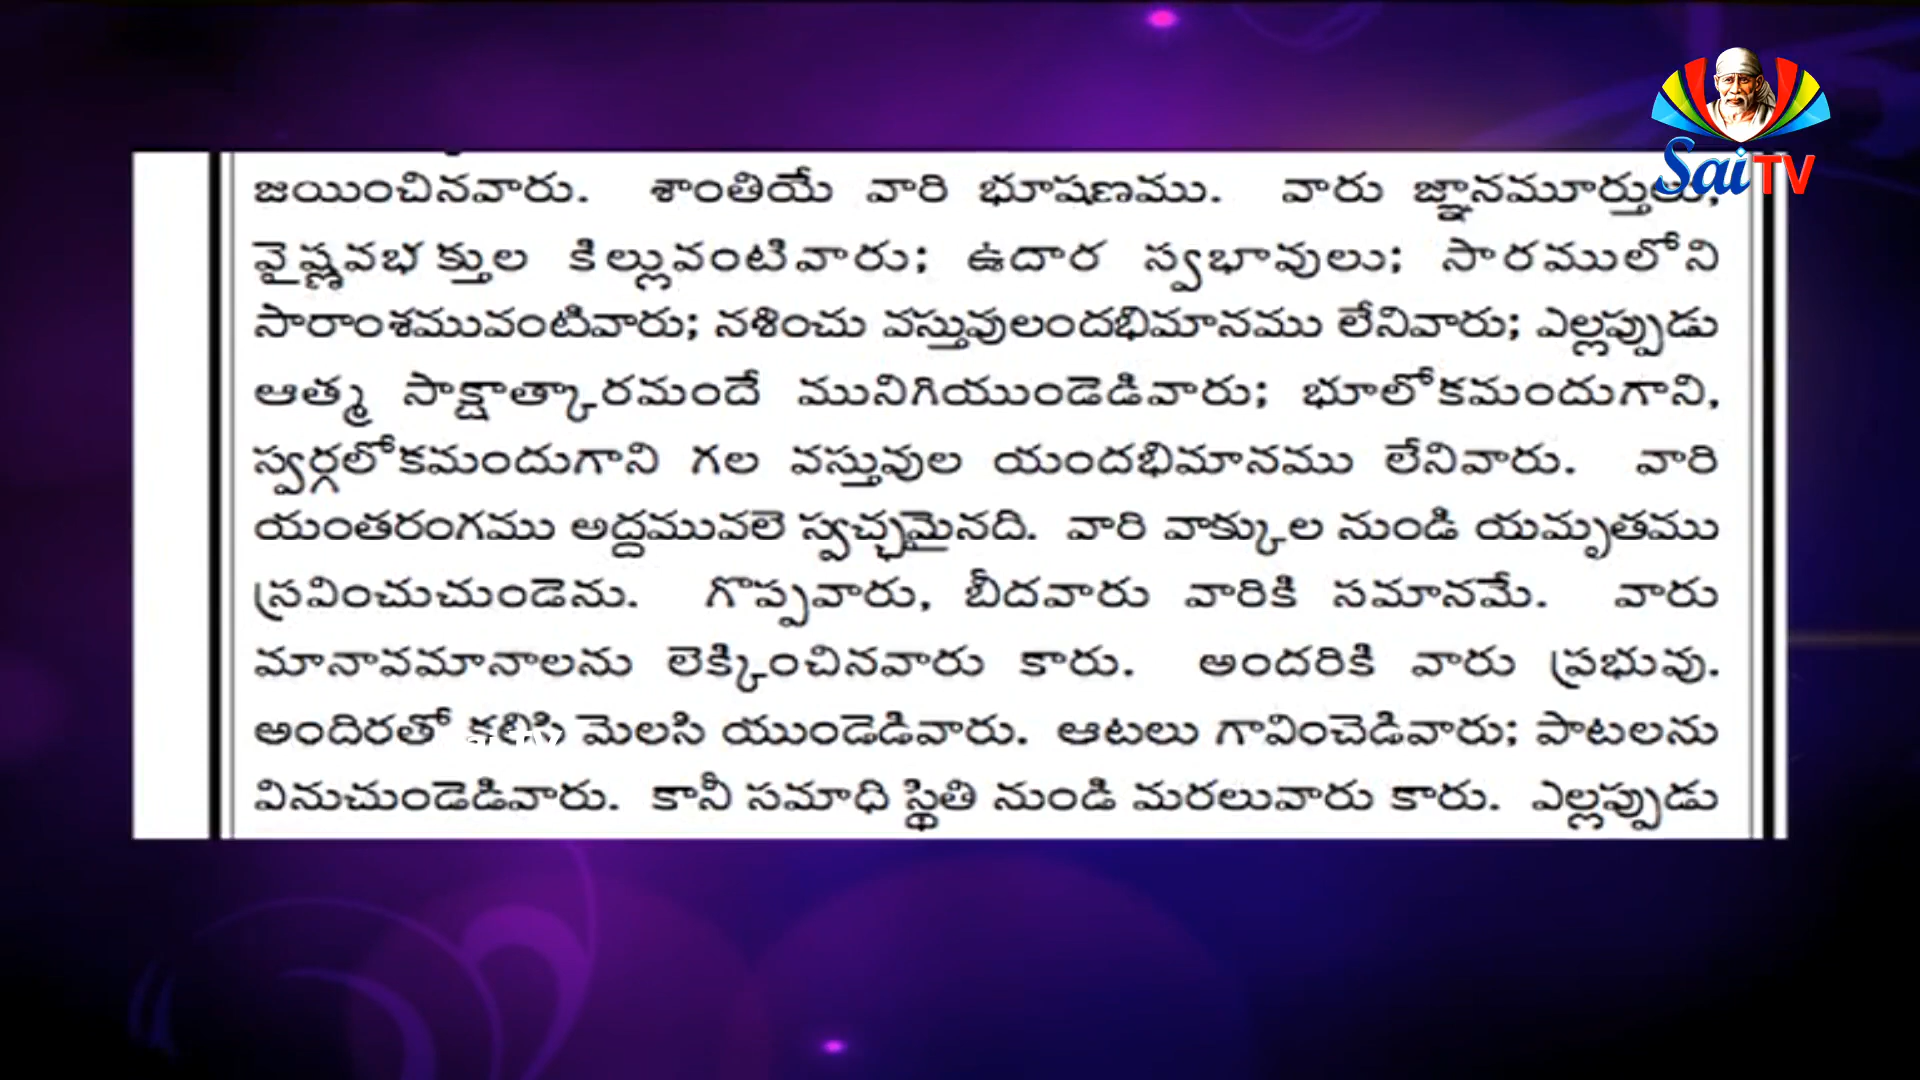 Sai TV
జయించినవారు. శాంతియే వారి భూషణము. వారు జ్ఞానమూర్తులు;
వైష్ణవభక్తుల కిల్లువంటివారు; ఉదార స్వభావులు; సారములోని
సారాంశమువంటివారు; నశించు వస్తువులందభిమానము లేనివారు; ఎల్లప్పుడు
ఆత్మ సాక్షాత్కారమందే మునిగియుండెడివారు; భూలోకమందుగాని,
స్వర్గలోకమందుగాని గల వస్తువుల యందభిమానము లేనివారు. వారి
యంతరంగము అద్దమువలె స్వచ్ఛమైనది. వారి వాక్కుల నుండి యమృతము
స్రవించుచుండెను. గొప్పవారు, బీదవారు వారికి సమానమే. వారు
మానావమానాలను లెక్కించినవారు కారు. అందరికి వారు ప్రభువు.
అందిరతో కలిసి మెలసి యుండెడివారు. ఆటలు గావించెడివారు; పాటలను
వినుచుండెడివారు. కానీ సమాధి స్థితి నుండి మరలువారు కారు. ఎల్లప్పుడు